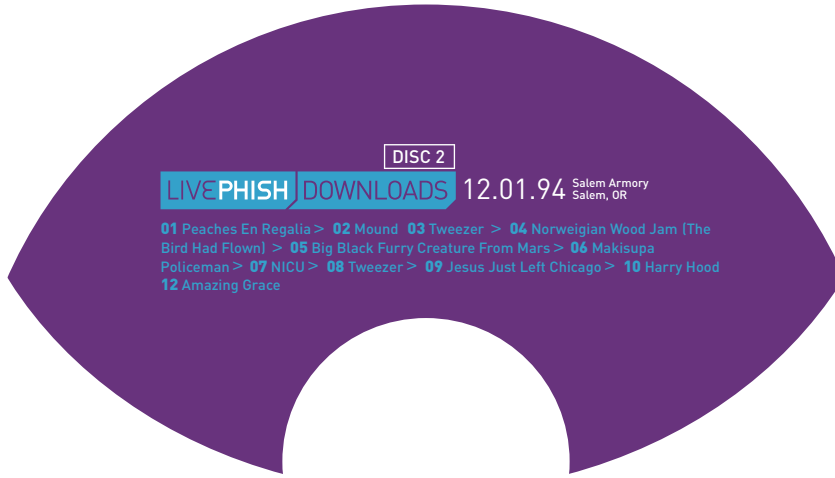 DISC 2
LIVEPHISH DOWNLOADS 12.01.94 Salem Armory
Salem, OR
01 Peaches En Regalia > 02 Mound 03 Tweezer > 04 Norweigian Wood Jam (The
Bird Had Flown) > 05 Big Black Furry Creature From Mars > 06 Makisupa
Policeman > 07 NICU > 08 Tweezer > 09 Jesus Just Left Chicago > 10 Harry Hood
12 Amazing Grace